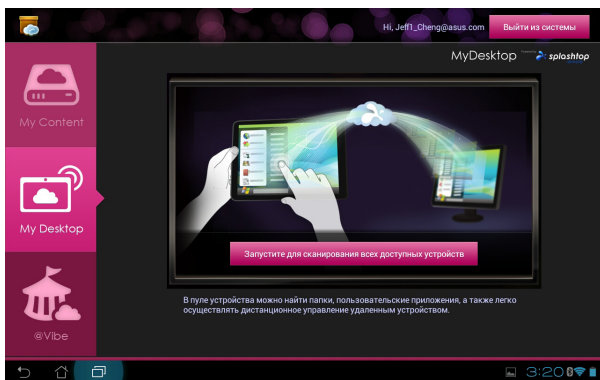 Hi, Jeff1_Cheng@asus.com
Выйти из системы
MyDesktop
splashtop
My Content
My Desktop
Запустите для сканирования всех доступных устройств
В пуле устройства можно найти папки, пользовательские приложения, а также легко
осуществлять дистанционное управление удаленным устройством.
@Vibe
3:20